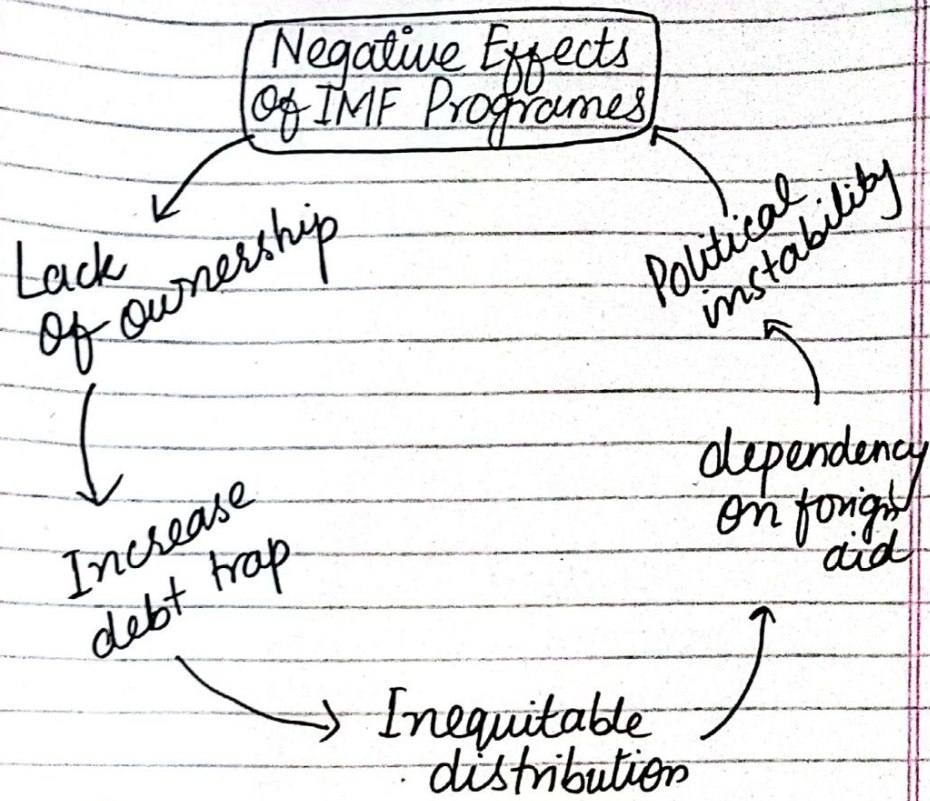 Negative Effects
Of IMF Programes
Lack
of ownership
Increase
debt trap
Inequitable
distribution
dependency
on forign
aid
Political
instability